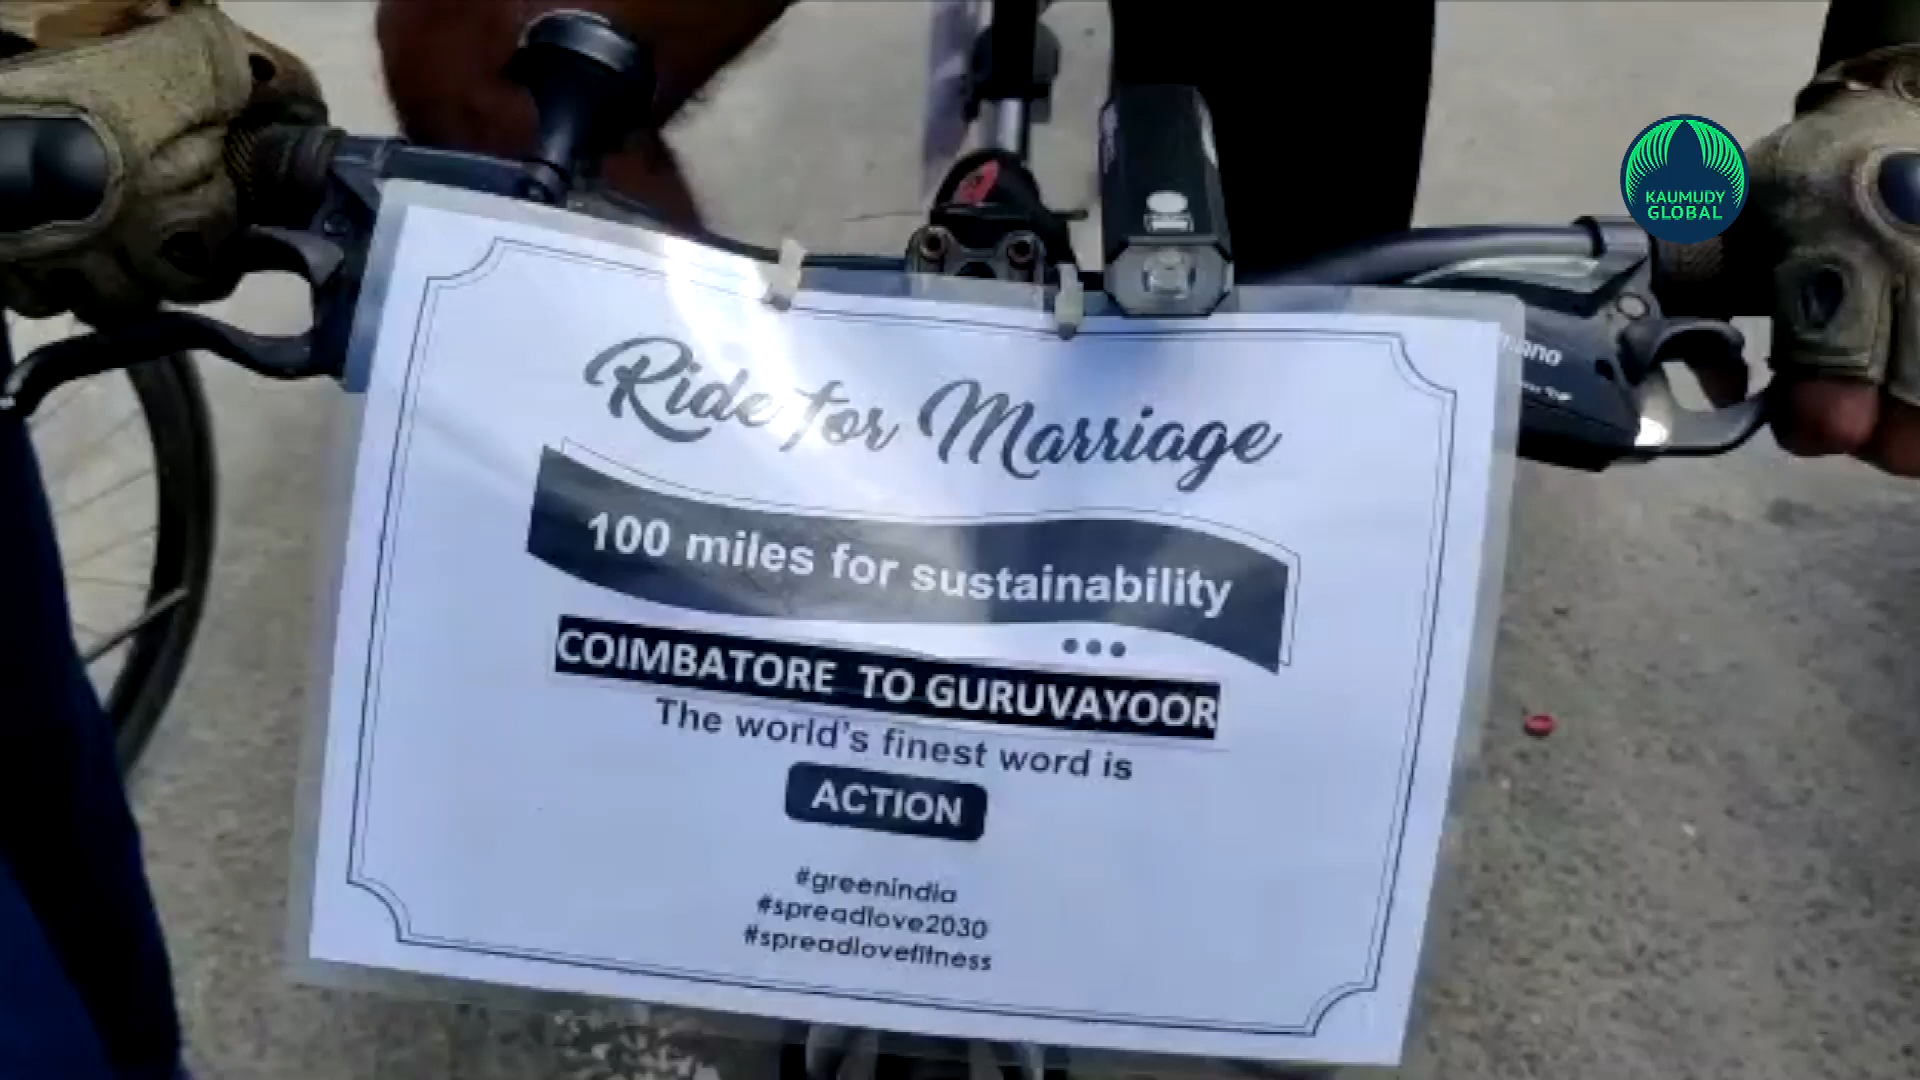 KAUMUDY
GLOBAL
Ride for Marriage
100 miles for sustainability
COIMBATORE TO GURUVAYOOR
The world's finest word is
ACTION
#greenindia
#spreadlove2030
#spreadlovefitness